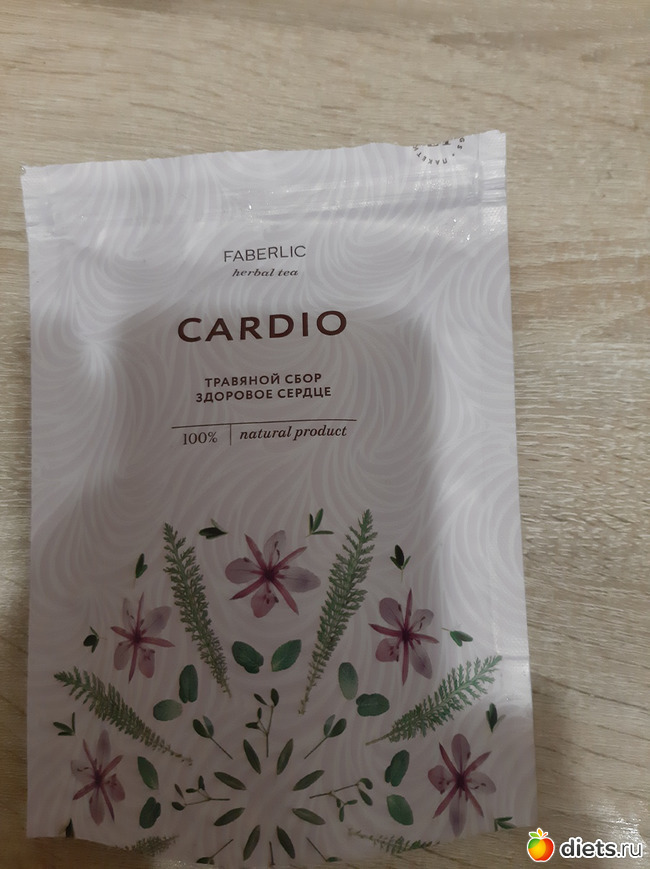 FABERLIC
herbal tea
CARDIO
ТРАВЯНОЙ СБОР
ЗДОРОВОЕ СЕРДЦЕ
100% natural product
diets.ru